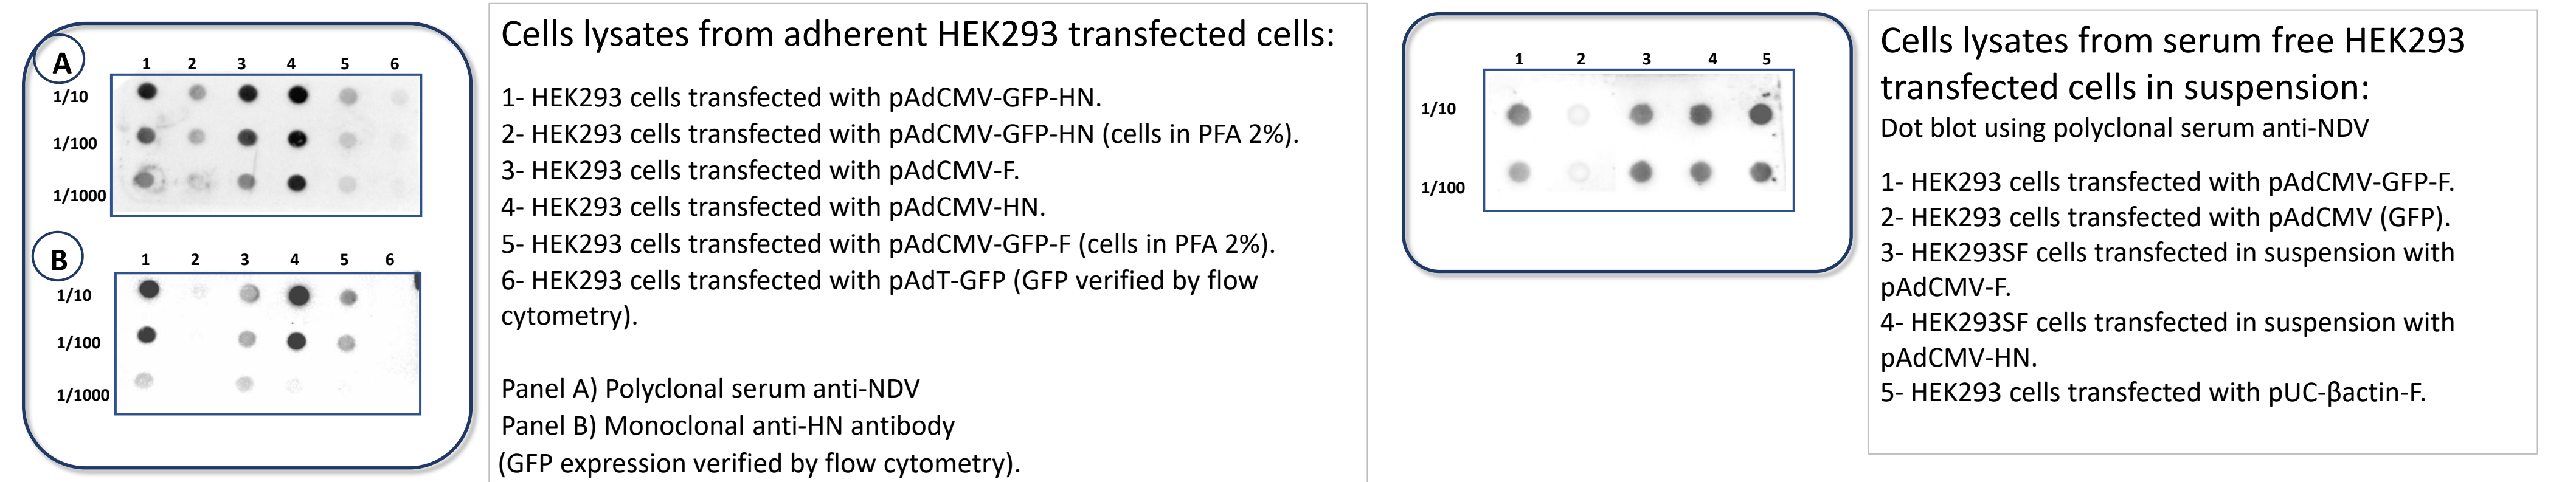 A
1 2 3 4 5 6
1/10
1/100
1/1000
B
1 2 3 4 5 6
1/10
1/100
1/1000
Cells lysates from adherent HEK293 transfected cells:
1- HEK293 cells transfected with pAdCMV-GFP-HN.
2- HEK293 cells transfected with pAdCMV-GFP-HN (cells in PFA 2%).
3- HEK293 cells transfected with pAdCMV-F.
4- HEK293 cells transfected with pAdCMV-HN.
5- HEK293 cells transfected with pAdCMV-GFP-F (cells in PFA 2%).
6- HEK293 cells transfected with pAdT-GFP (GFP verified by flow
cytometry).
Panel A) Polyclonal serum anti-NDV
Panel B) Monoclonal anti-HN antibody
(GFP expression verified by flow cytometry).
1 2 3 4 5
1/10
1/100
Cells lysates from serum free HEK293
transfected cells in suspension:
Dot blot using polyclonal serum anti-NDV
1- HEK293 cells transfected with pAdCMV-GFP-F.
2- HEK293 cells transfected with pAdCMV (GFP).
3- HEK293SF cells transfected in suspension with
pAdCMV-F.
4- HEK293SF cells transfected in suspension with
pAdCMV-HN.
5- HEK293 cells transfected with pUC-βactin-F.